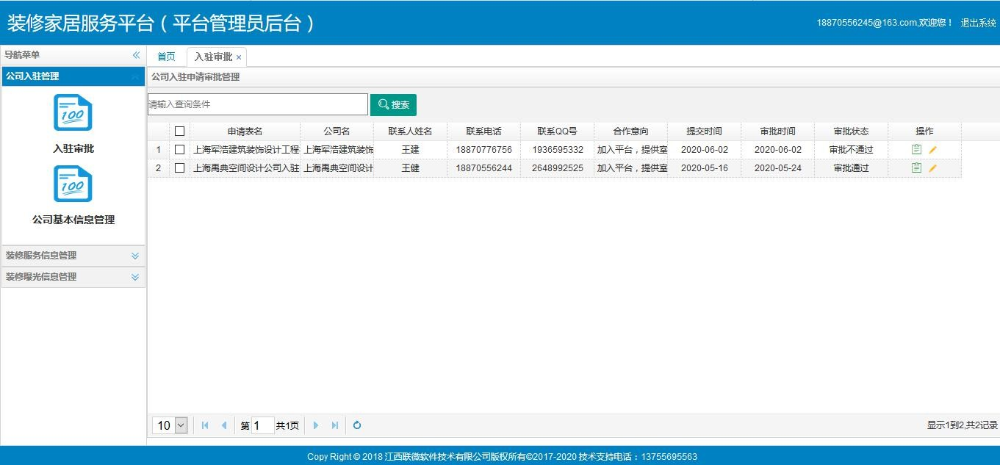 装修家居服务平台（平台管理员后台）
18870556245@163.com,欢迎您！ 退出系统
导航菜单
首页 入驻审批
公司入驻管理
公司入驻申请审批管理
请输入查询条件 搜索
100
入驻审批
100
公司基本信息管理
装修服务信息管理
装修曝光信息管理
申请表名 公司名 联系人姓名 联系电话 联系QQ号 合作意向 提交时间 审批时间 审批状态 操作
1 上海军浩建筑装饰设计工程 上海军浩建筑装饰 王建 18870776756 1936595332 加入平台，提供室 2020-06-02 2020-06-02 审批不通过
2 上海禹典空间设计公司入驻 上海禹典空间设计 王健 18870556244 2648992525 加入平台，提供室 2020-05-16 2020-05-24 审批通过
10 第 1 共1页 显示1到2,共2记录
Copy Right © 2018 江西联微软件技术有限公司版权所有©2017-2020 技术支持电话：13755695563